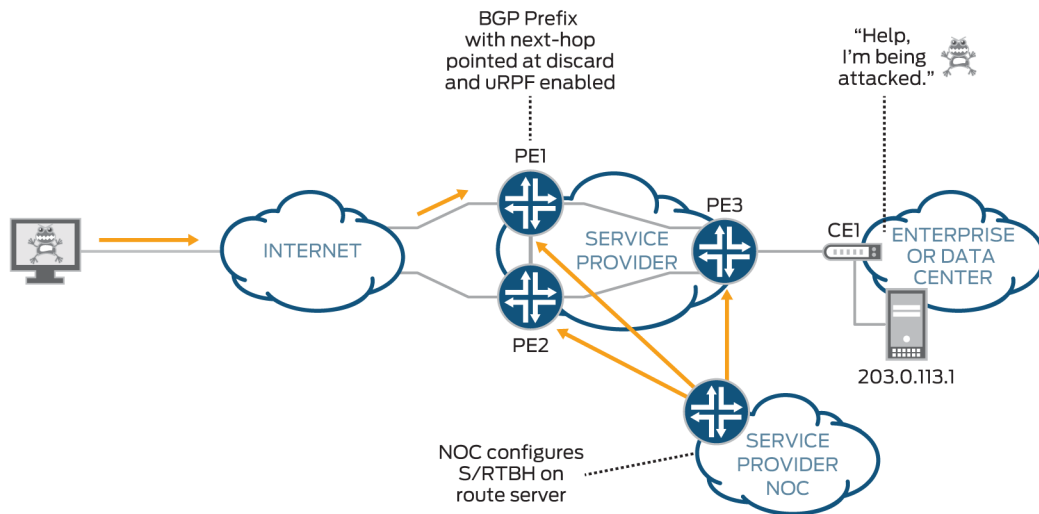 BGP Prefix
with next-hop
pointed at discard
and uRPF enabled
“Help,
I’m being
attacked.”
PE1
PE3
CE1
INTERNET
SERVICE
PROVIDER
ENTERPRISE
OR DATA
CENTER
PE2
203.0.113.1
NOC configures
S/RTBH on
route server
SERVICE
PROVIDER
NOC